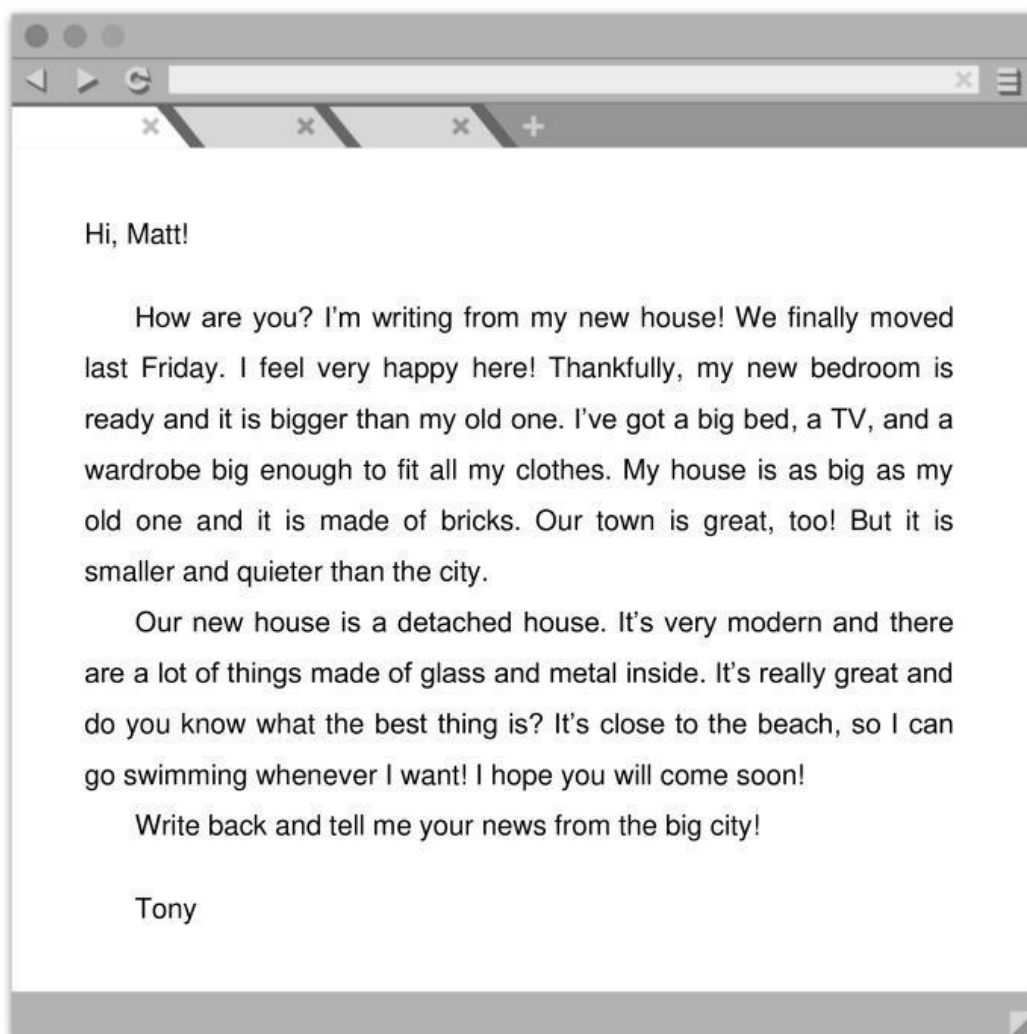 Hi, Matt!
How are you? I'm writing from my new house! We finally moved
last Friday. I feel very happy here! Thankfully, my new bedroom is
ready and it is bigger than my old one. I've got a big bed, a TV, and a
wardrobe big enough to fit all my clothes. My house is as big as my
old one and it is made of bricks. Our town is great, too! But it is
smaller and quieter than the city.
Our new house is a detached house. It's very modern and there
are a lot of things made of glass and metal inside. It's really great and
do you know what the best thing is? It's close to the beach, so I can
go swimming whenever I want! I hope you will come soon!
Write back and tell me your news from the big city!
Tony